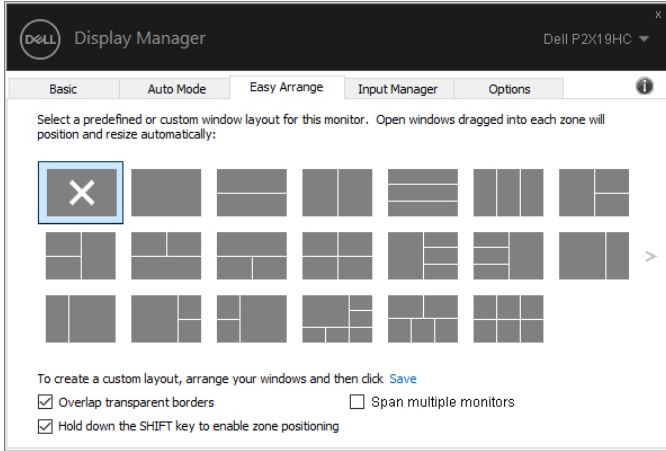 x
DELL Display Manager Dell P2X19HC
Basic Auto Mode Easy Arrange Input Manager Options
Select a predefined or custom window layout for this monitor. Open windows dragged into each zone will
position and resize automatically:
To create a custom layout, arrange your windows and then click Save
Overlap transparent borders Span multiple monitors
Hold down the SHIFT key to enable zone positioning